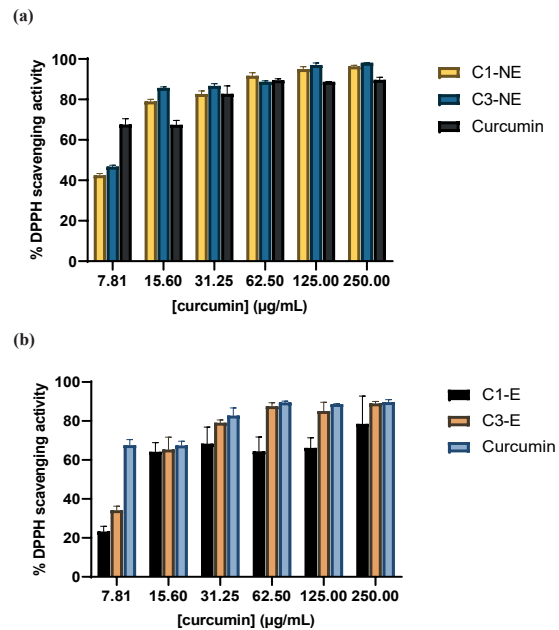 (a)
% DPPH scavenging activity
100
80
60
40
20
0
7.81 15.60 31.25 62.50 125.00 250.00
[curcumin] (µg/mL)
C1-NE
C3-NE
Curcumin
(b)
% DPPH scavenging activity
100
80
60
40
20
0
7.81 15.60 31.25 62.50 125.00 250.00
[curcumin] (µg/mL)
C1-E
C3-E
Curcumin